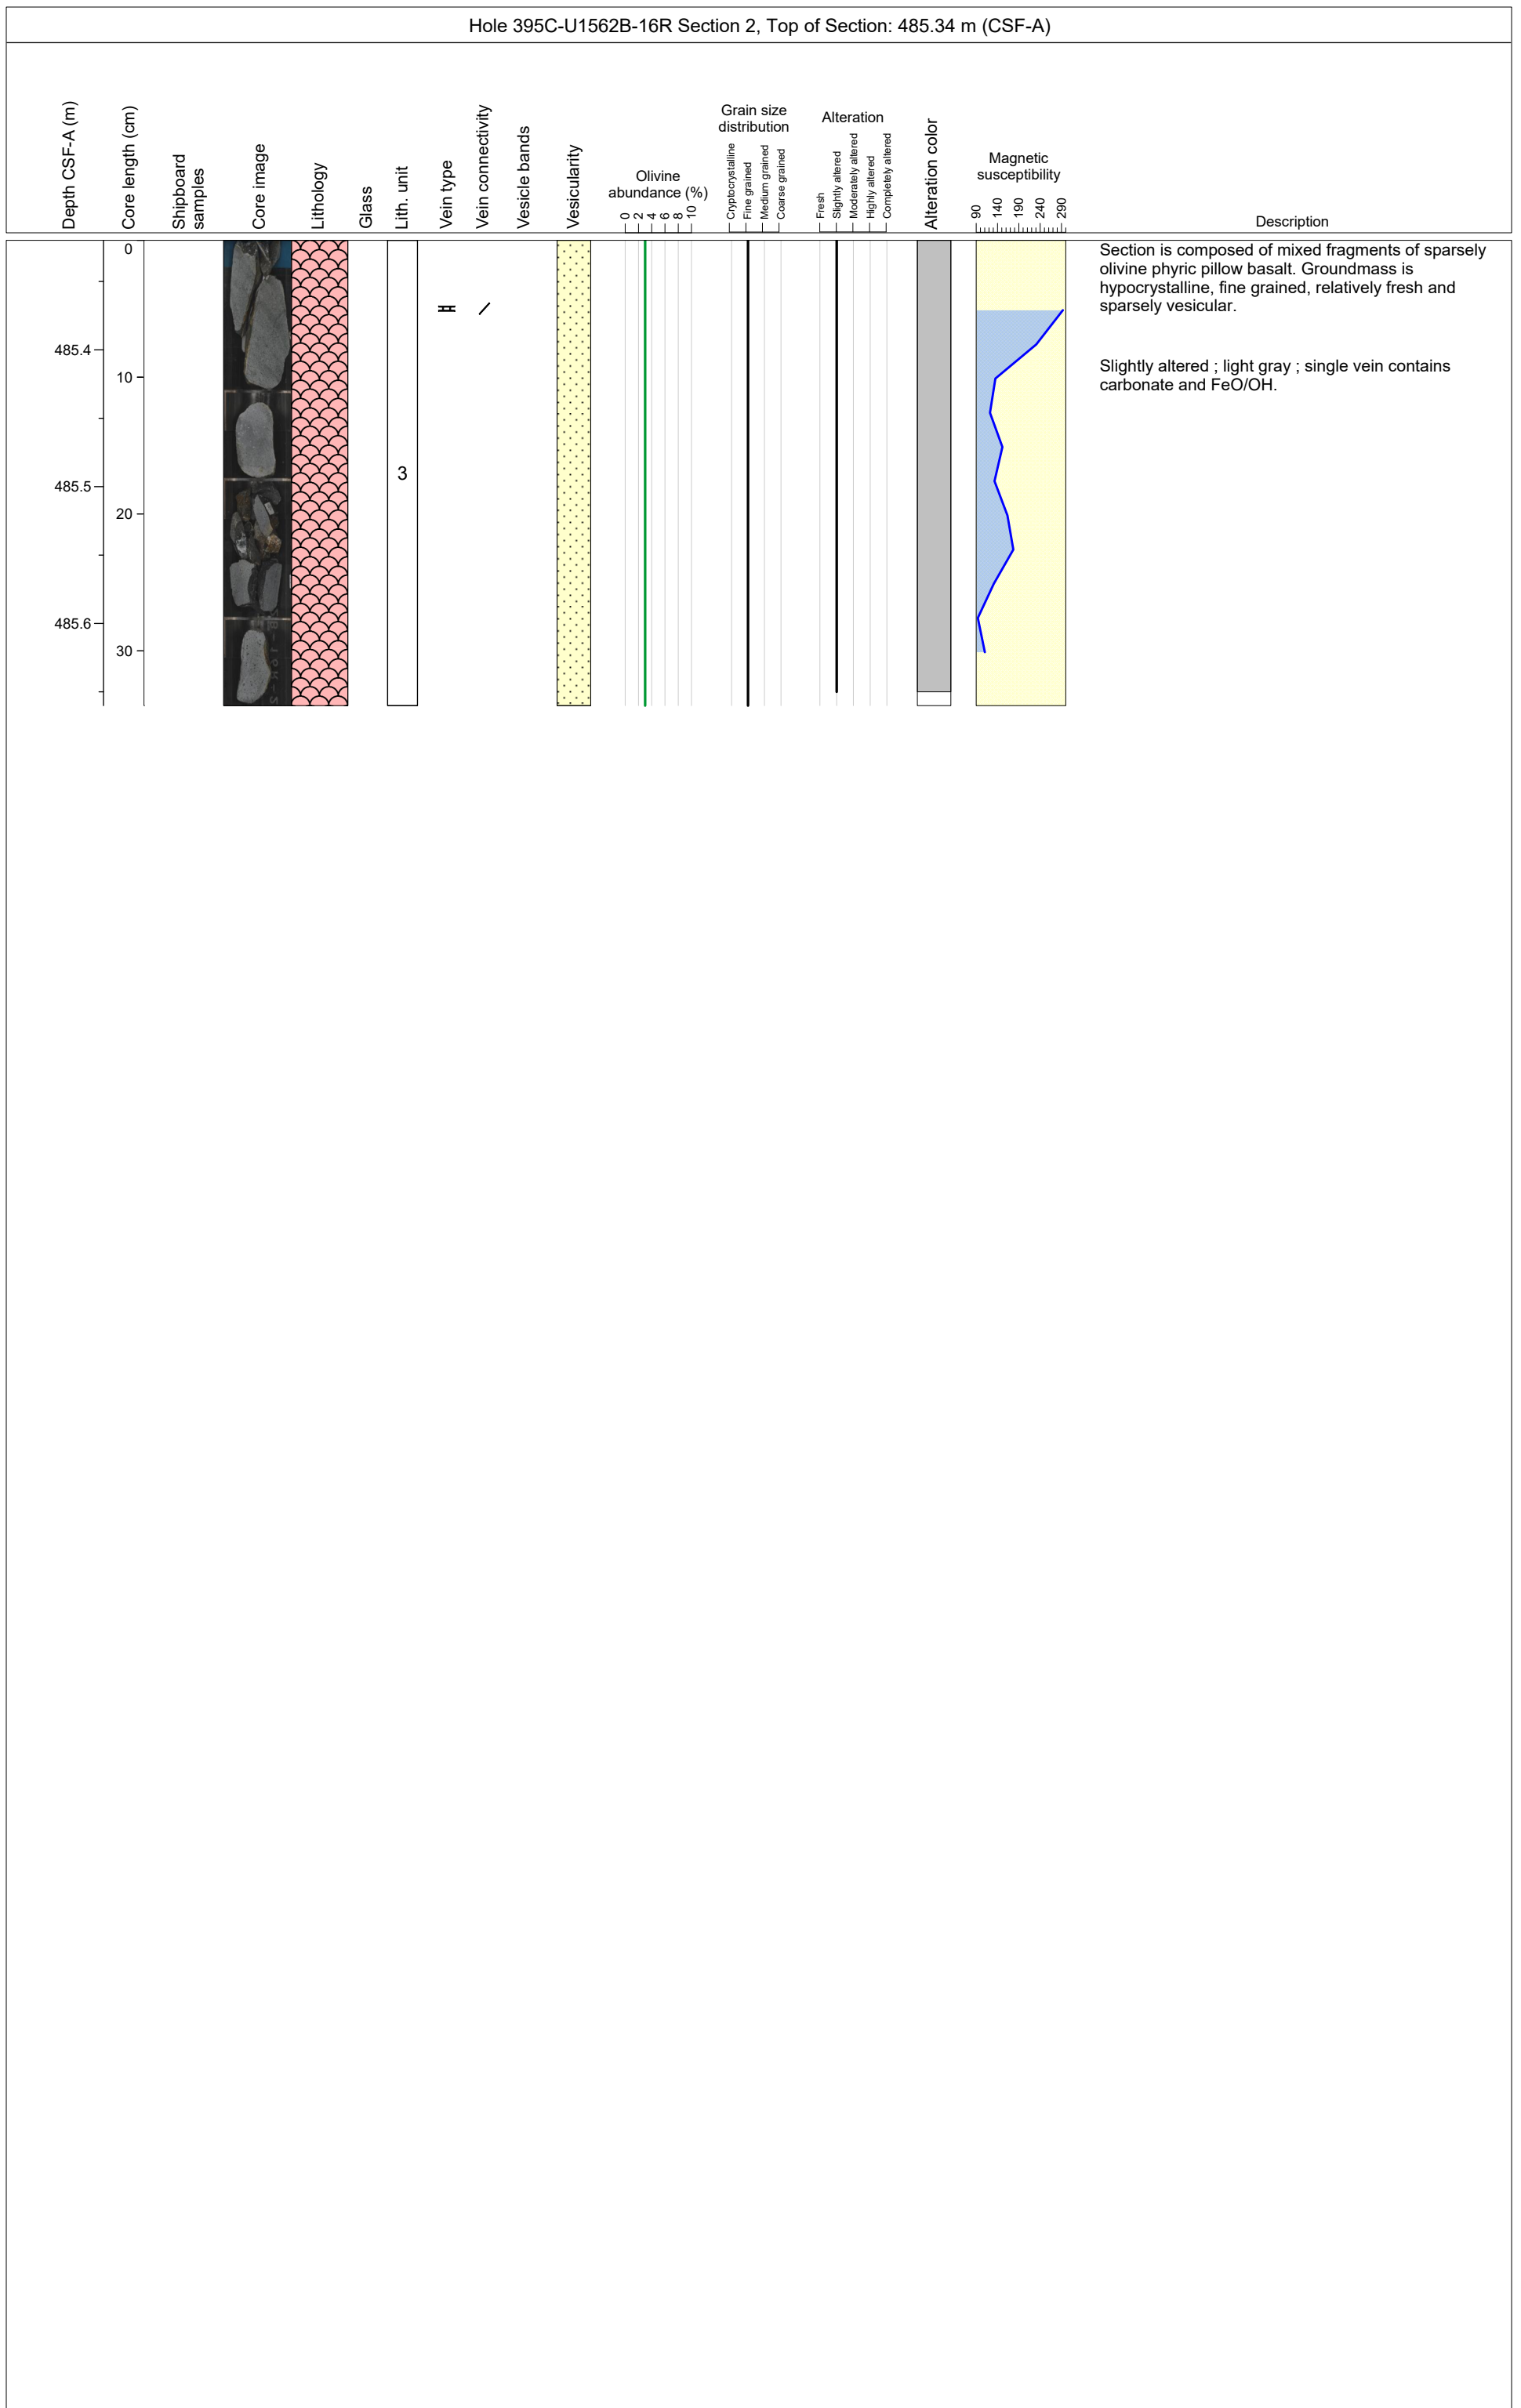 Hole 395C-U1562B-16R Section 2, Top of Section: 485.34 m (CSF-A)
Depth CSF-A (m)
Core length (cm)
Shipboard
samples
Core image
Lithology
Glass
Lith. unit
Vein type
Vein connectivity
Vesicle bands
Vesicularity
Olivine
abundance (%)
0 2 4 6 8 10
Grain size
distribution
Cryptocrystalline
Fine grained
Medium grained
Coarse grained
Alteration
Fresh
Slightly altered
Moderately altered
Highly altered
Completely altered
Alteration color
Magnetic
susceptibility
90 140 190 240 290
Description
0
10
20
30
485.4
485.5
485.6
3
Section is composed of mixed fragments of sparsely
olivine phyric pillow basalt. Groundmass is
hypocrystalline, fine grained, relatively fresh and
sparsely vesicular.
Slightly altered ; light gray ; single vein contains
carbonate and FeO/OH.